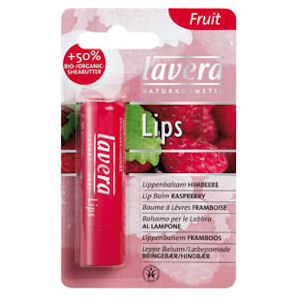 Fruit
+50%
BIO-/ORGANIC-
SHEABUTTER
lavera
NATURKOSMETIK
Lips
Lippenbalsam HIMBEERE
Lip Balm RASPBERRY
Baume à Lèvres FRAMBOISE
Balsamo per le Labbra
AL LAMPONE
Lippenbalsem FRAMBOOS
Leppe Balsam/Læbepomade
BRINGEBÆR/HINDBÆR
lavera